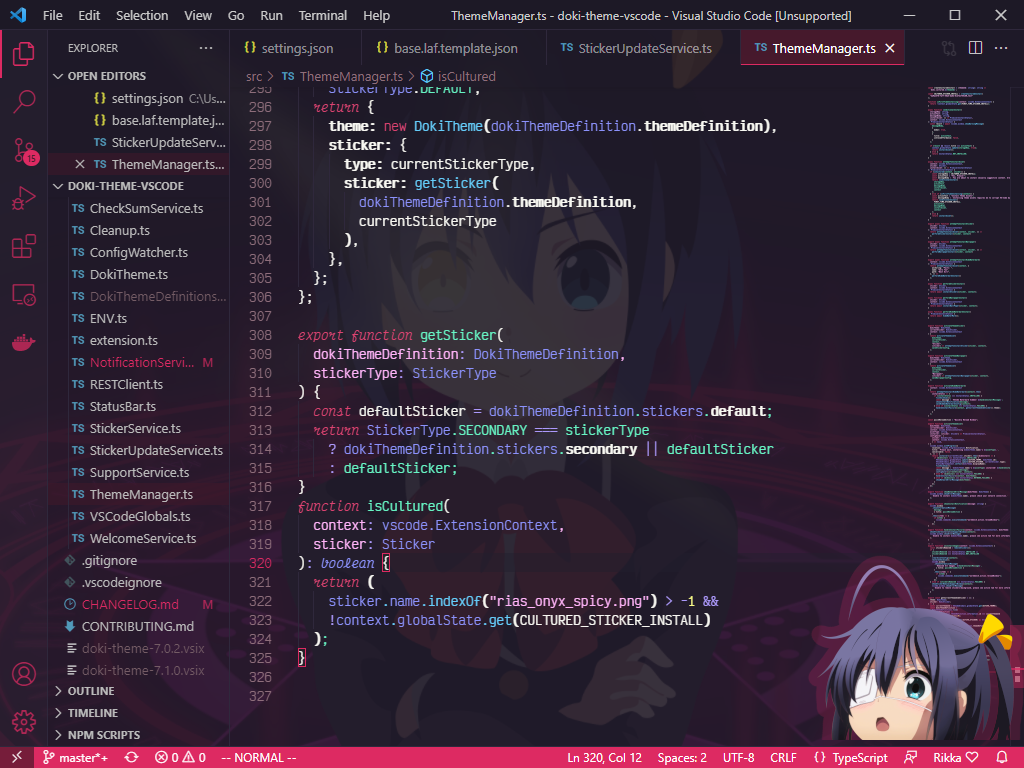 File Edit Selection View Go Run Terminal Help ThemeManager.ts - doki-theme-vscode - Visual Studio Code [Unsupported]
EXPLORER
OPEN EDITORS
{} settings.json C:\Us...
{} base.laf.template.j...
TS StickerUpdateServ...
TS ThemeManager.ts...
DOKI-THEME-VSCODE
TS CheckSumService.ts
TS Cleanup.ts
TS ConfigWatcher.ts
TS DokiTheme.ts
TS DokiThemeDefinitions...
TS ENV.ts
TS extension.ts
TS NotificationServi... M
TS RESTClient.ts
TS StatusBar.ts
TS StickerService.ts
TS StickerUpdateService.ts
TS SupportService.ts
TS ThemeManager.ts
TS VSCodeGlobals.ts
TS WelcomeService.ts
.gitignore
.vscodeignore
CHANGELOG.md M
CONTRIBUTING.md
doki-theme-7.0.2.vsix
doki-theme-7.1.0.vsix
OUTLINE
TIMELINE
NPM SCRIPTS
15
{} settings.json {} base.laf.template.json TS StickerUpdateService.ts TS ThemeManager.ts
src > TS ThemeManager.ts > isCultured
295 StickerType.DEFAULT,
296 return {
297 theme: new DokiTheme(dokiThemeDefinition.themeDefinition),
298 sticker: {
299 type: currentStickerType,
300 sticker: getSticker(
301 dokiThemeDefinition.themeDefinition,
302 currentStickerType
303 ),
304 },
305 };
306 };
307
308 export function getSticker(
309 dokiThemeDefinition: DokiThemeDefinition,
310 stickerType: StickerType
311 ) {
312 const defaultSticker = dokiThemeDefinition.stickers.default;
313 return StickerType.SECONDARY === stickerType
314 ? dokiThemeDefinition.stickers.secondary || defaultSticker
315 : defaultSticker;
316 }
317 function isCultured(
318 context: vscode.ExtensionContext,
319 sticker: Sticker
320 ): boolean {
321 return (
322 sticker.name.indexOf("rias_onyx_spicy.png") > -1 &&
323 !context.globalState.get(CULTURED_STICKER_INSTALL)
324 );
325 }
326
327
master*+ 0 0 -- NORMAL -- Ln 320, Col 12 Spaces: 2 UTF-8 CRLF {} TypeScript Rikka ♡